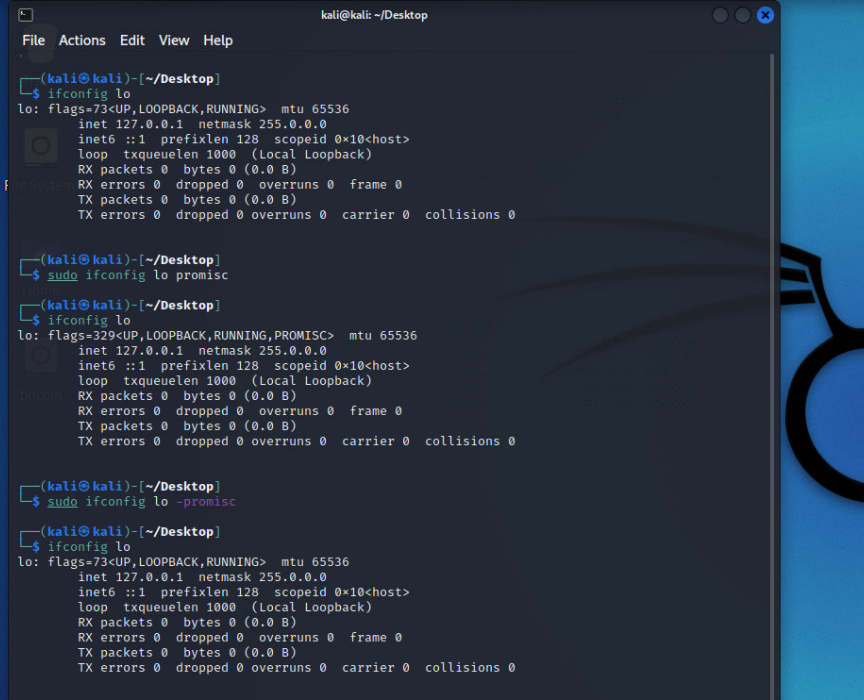 kali@kali: ~/Desktop
File Actions Edit View Help
┌──(kali㉿kali)-[~/Desktop]
└─$ ifconfig lo
lo: flags=73<UP,LOOPBACK,RUNNING>  mtu 65536
        inet 127.0.0.1  netmask 255.0.0.0
        inet6 ::1  prefixlen 128  scopeid 0×10<host>
        loop  txqueuelen 1000  (Local Loopback)
        RX packets 0  bytes 0 (0.0 B)
        RX errors 0  dropped 0  overruns 0  frame 0
        TX packets 0  bytes 0 (0.0 B)
        TX errors 0  dropped 0 overruns 0  carrier 0  collisions 0
┌──(kali㉿kali)-[~/Desktop]
└─$ sudo ifconfig lo promisc
┌──(kali㉿kali)-[~/Desktop]
└─$ ifconfig lo
lo: flags=329<UP,LOOPBACK,RUNNING,PROMISC>  mtu 65536
        inet 127.0.0.1  netmask 255.0.0.0
        inet6 ::1  prefixlen 128  scopeid 0×10<host>
        loop  txqueuelen 1000  (Local Loopback)
        RX packets 0  bytes 0 (0.0 B)
        RX errors 0  dropped 0  overruns 0  frame 0
        TX packets 0  bytes 0 (0.0 B)
        TX errors 0  dropped 0 overruns 0  carrier 0  collisions 0
┌──(kali㉿kali)-[~/Desktop]
└─$ sudo ifconfig lo -promisc
┌──(kali㉿kali)-[~/Desktop]
└─$ ifconfig lo
lo: flags=73<UP,LOOPBACK,RUNNING>  mtu 65536
        inet 127.0.0.1  netmask 255.0.0.0
        inet6 ::1  prefixlen 128  scopeid 0×10<host>
        loop  txqueuelen 1000  (Local Loopback)
        RX packets 0  bytes 0 (0.0 B)
        RX errors 0  dropped 0  overruns 0  frame 0
        TX packets 0  bytes 0 (0.0 B)
        TX errors 0  dropped 0 overruns 0  carrier 0  collisions 0
File System
Home